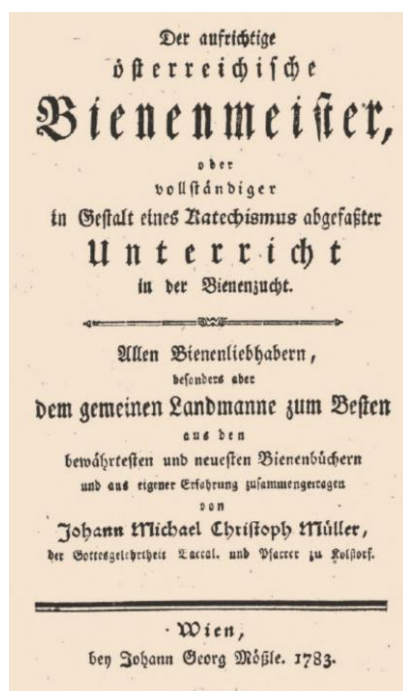 Der aufrichtige
österreichische
Bienenmeister,
oder
vollständiger
in Gestalt eines Katechismus abgefaßter
Unterricht
in der Bienenzucht.
Allen Bienenliebhabern,
besonders aber
dem gemeinen Landmanne zum Besten
aus den
bewährtesten und neuesten Bienenbüchern
und aus eigener Erfahrung zusammengetragen
von
Johann Michael Christoph Müller,
der Gottesgelehrtheit Baccal. und Pfarrer zu
Wien,
bey Johann Georg Mößle. 1783.